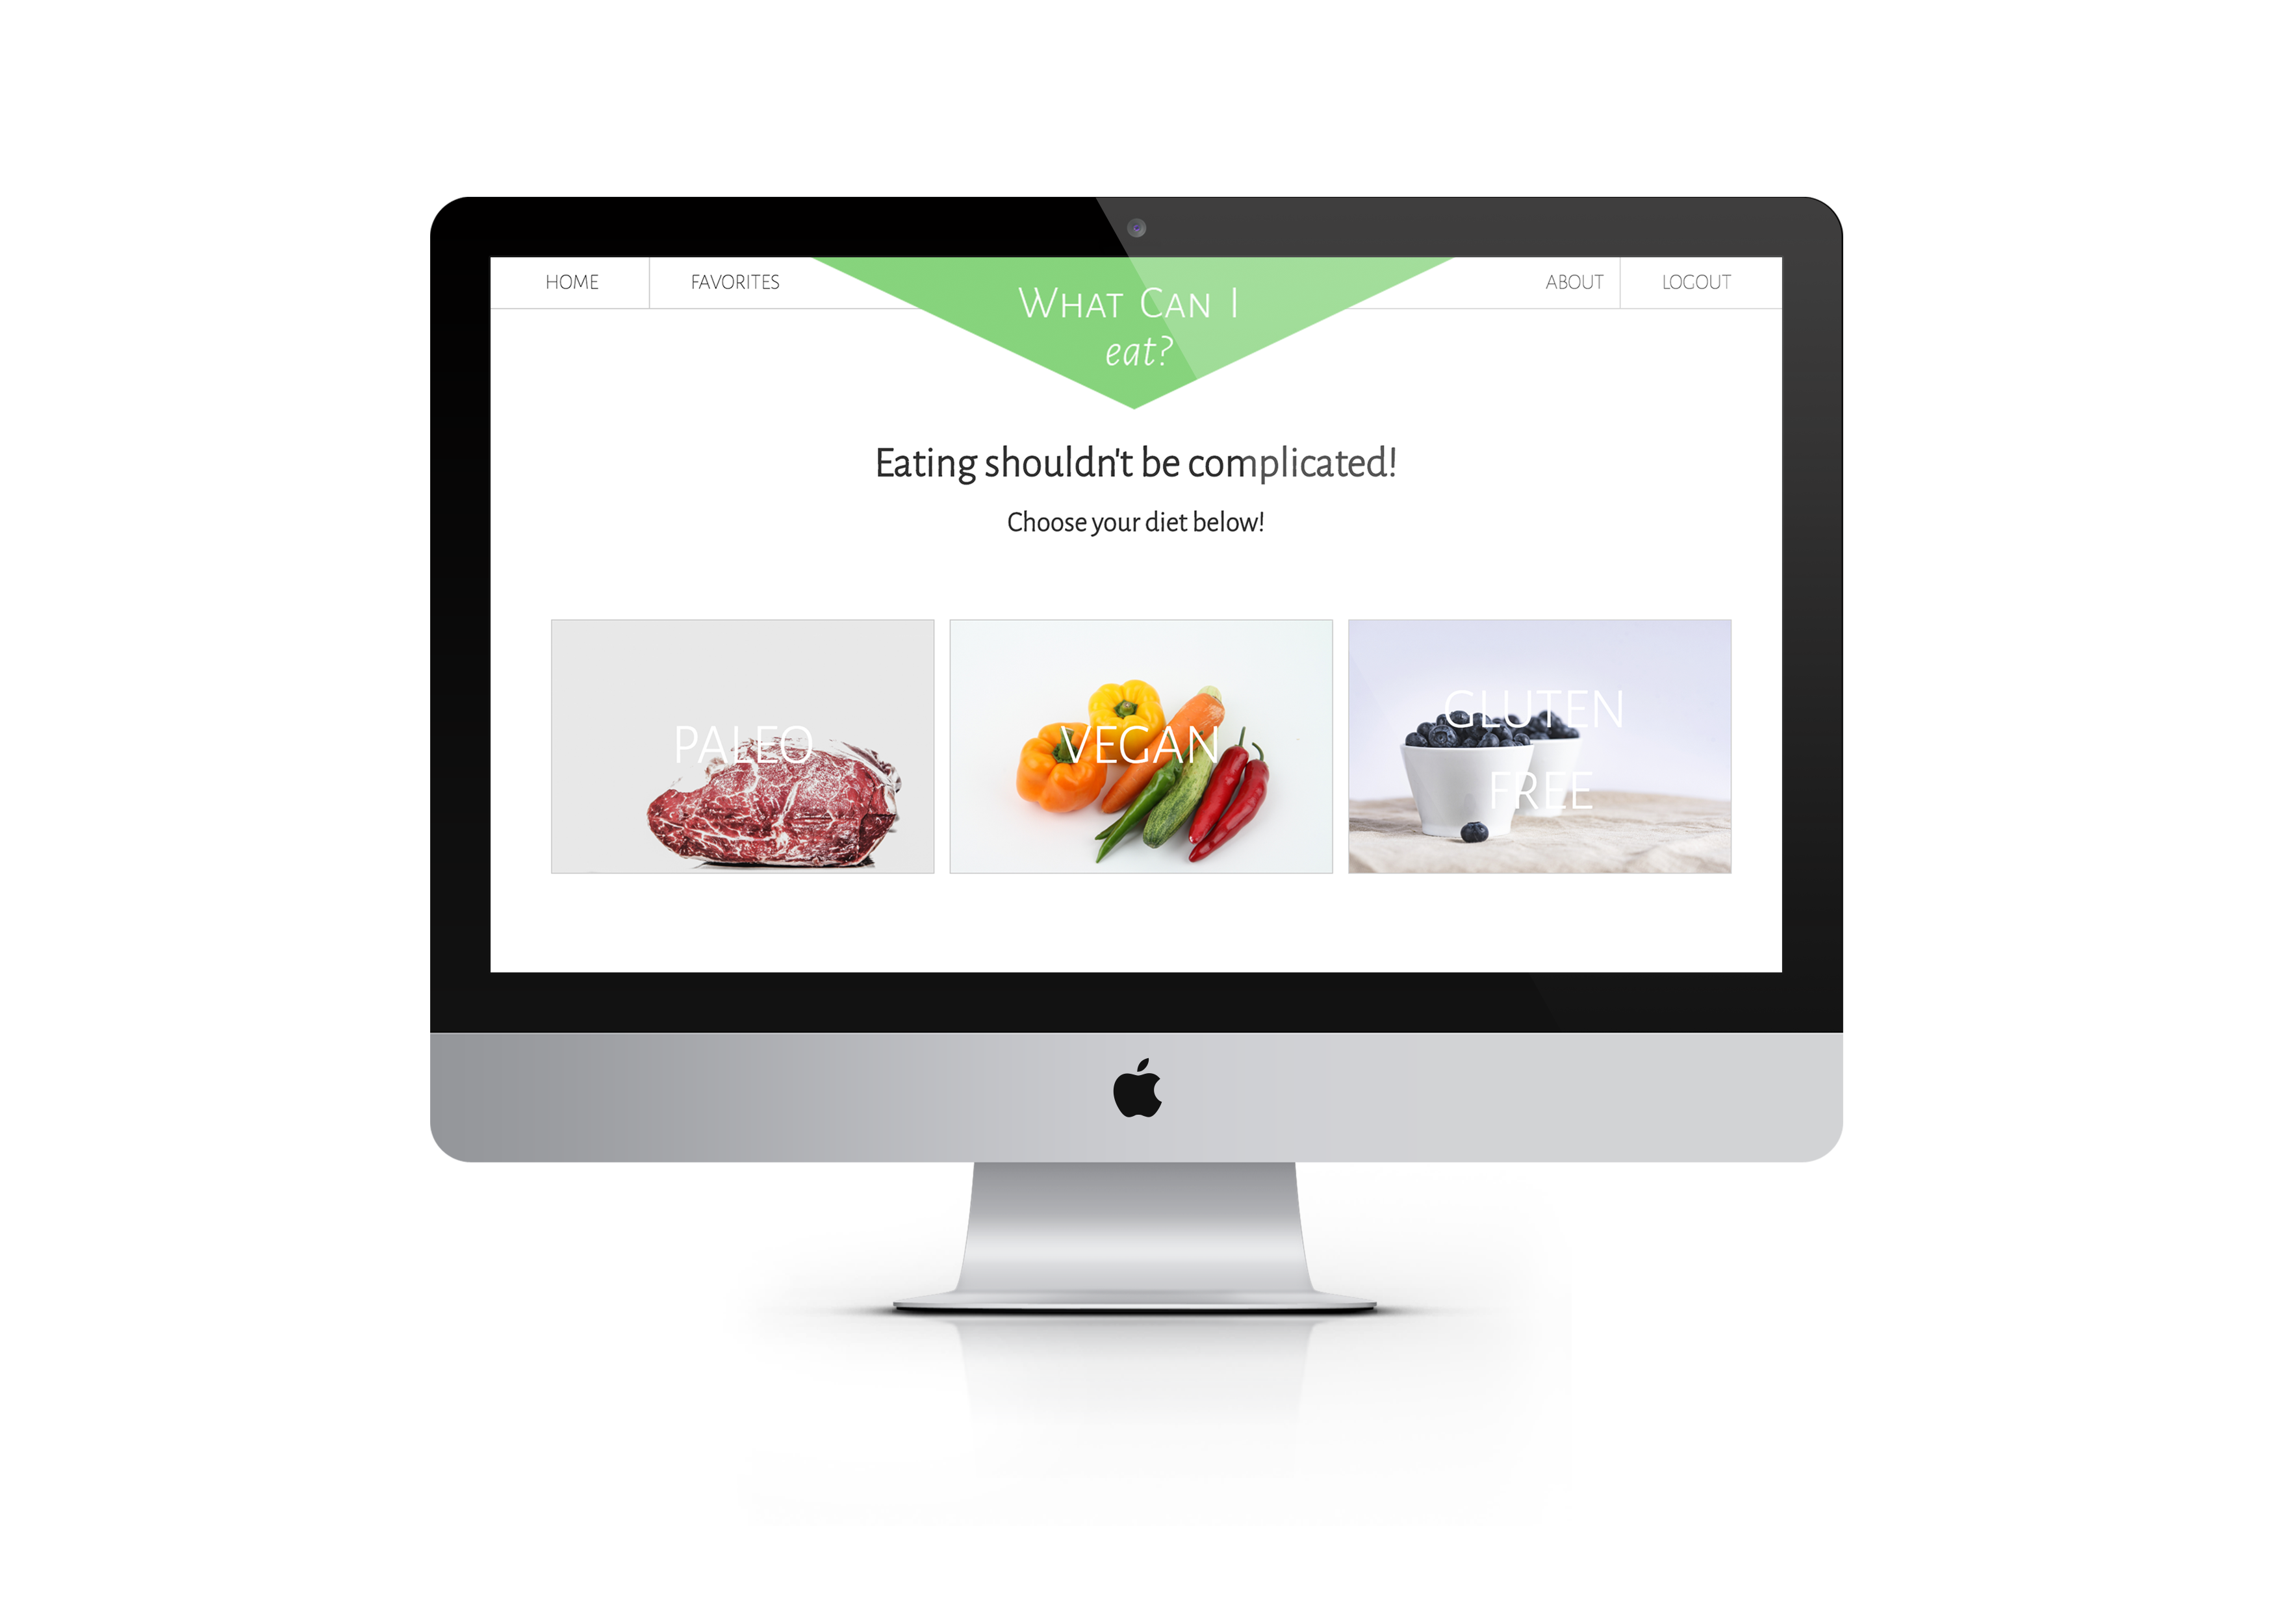 HOME
FAVORITES
What Can I
eat?
ABOUT
LOGOUT
Eating shouldn't be complicated!
Choose your diet below!
PALEO
VEGAN
GLUTEN
FREE